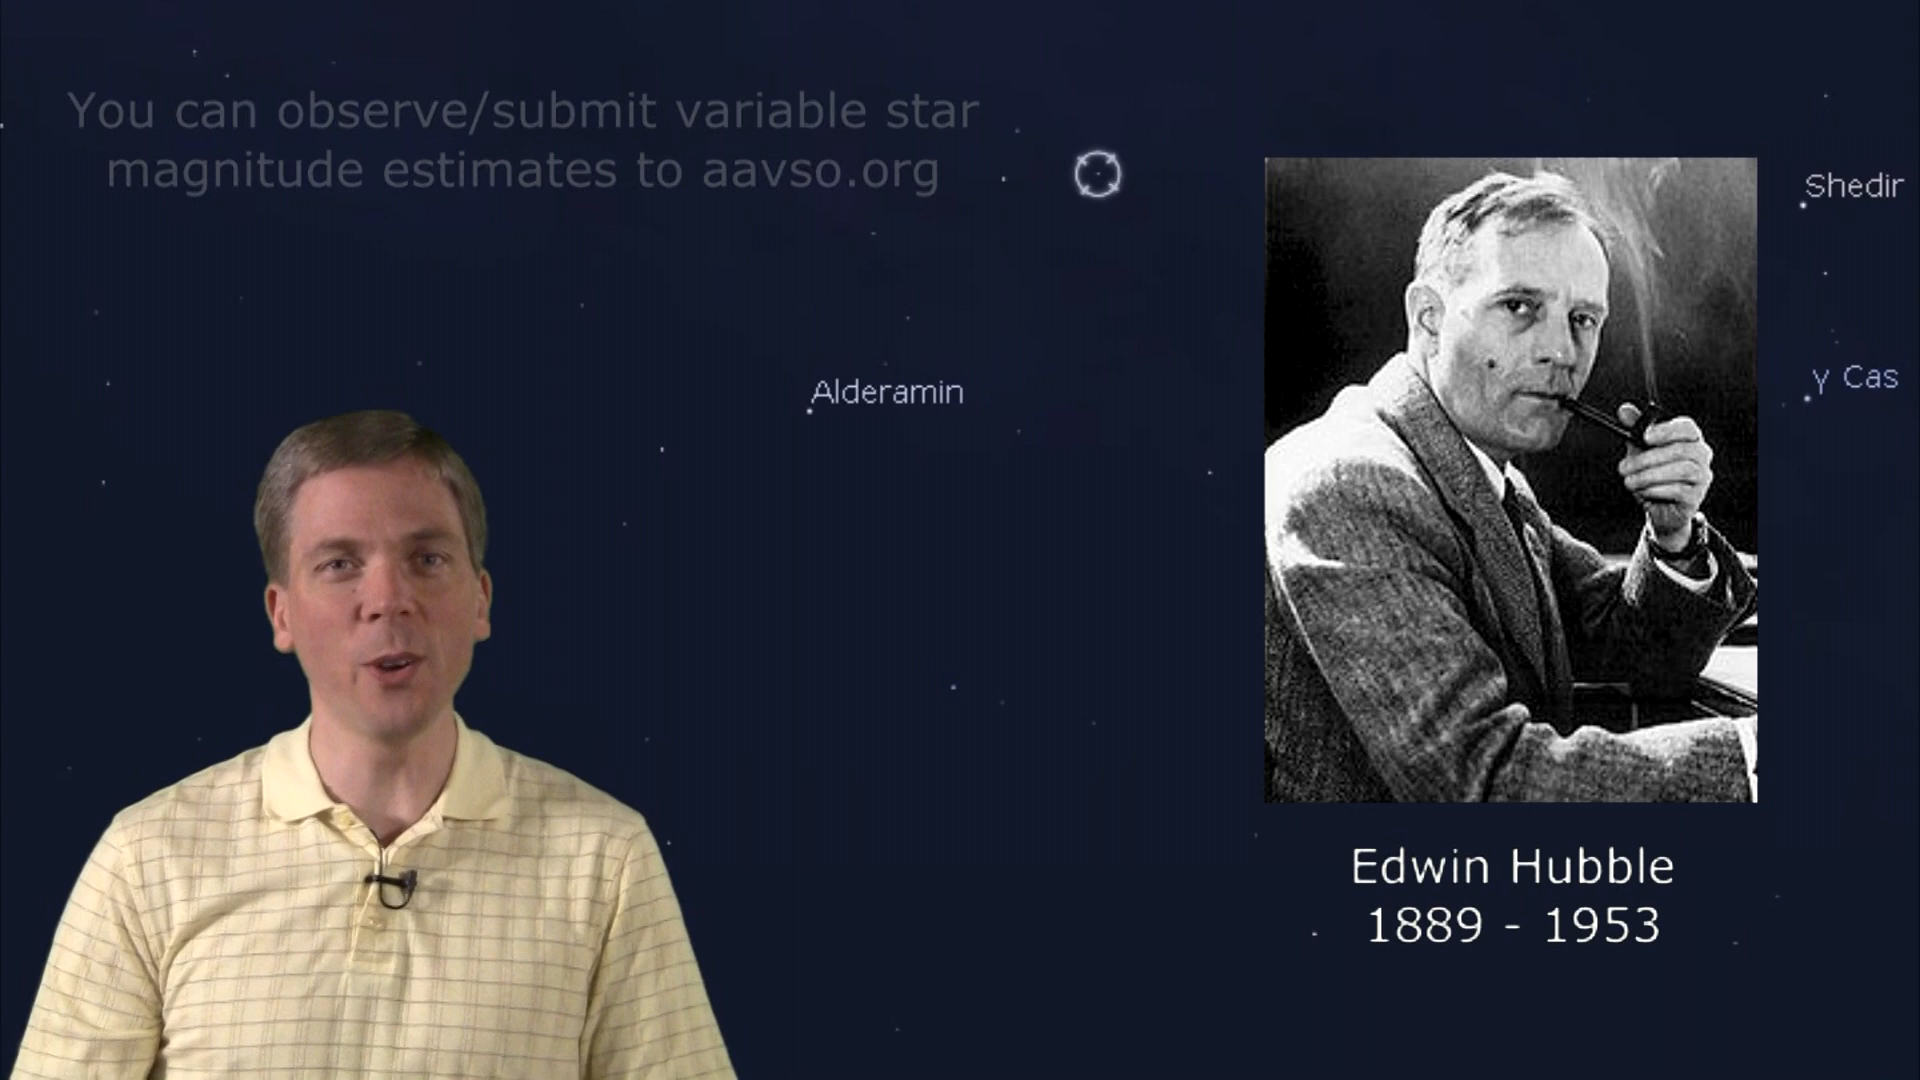 You can observe/submit variable star
magnitude estimates to aavso.org
Shedir
γ Cas
Alderamin
Edwin Hubble
1889 - 1953